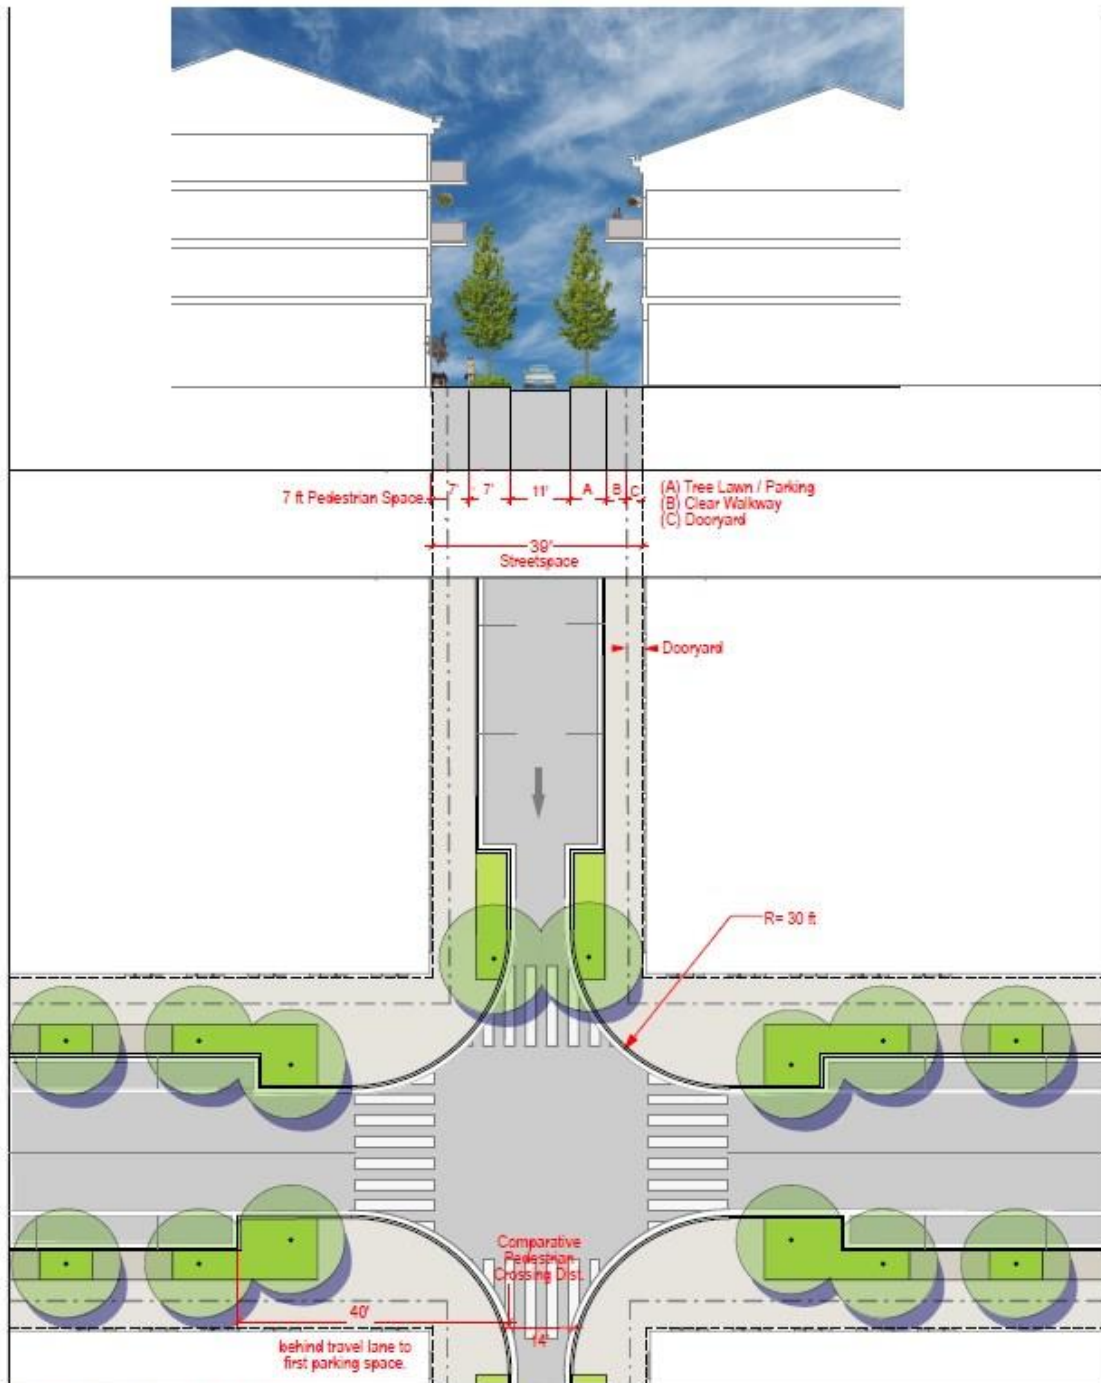 7 ft Pedestrian Space.
7' 7' 11' A B C
(A) Tree Lawn / Parking
(B) Clear Walkway
(C) Dooryard
39'
Streetspace
Dooryard
R= 30 ft
Comparative
Pedestrian
Crossing Dist.
40'
14'
behind travel lane to
first parking space.